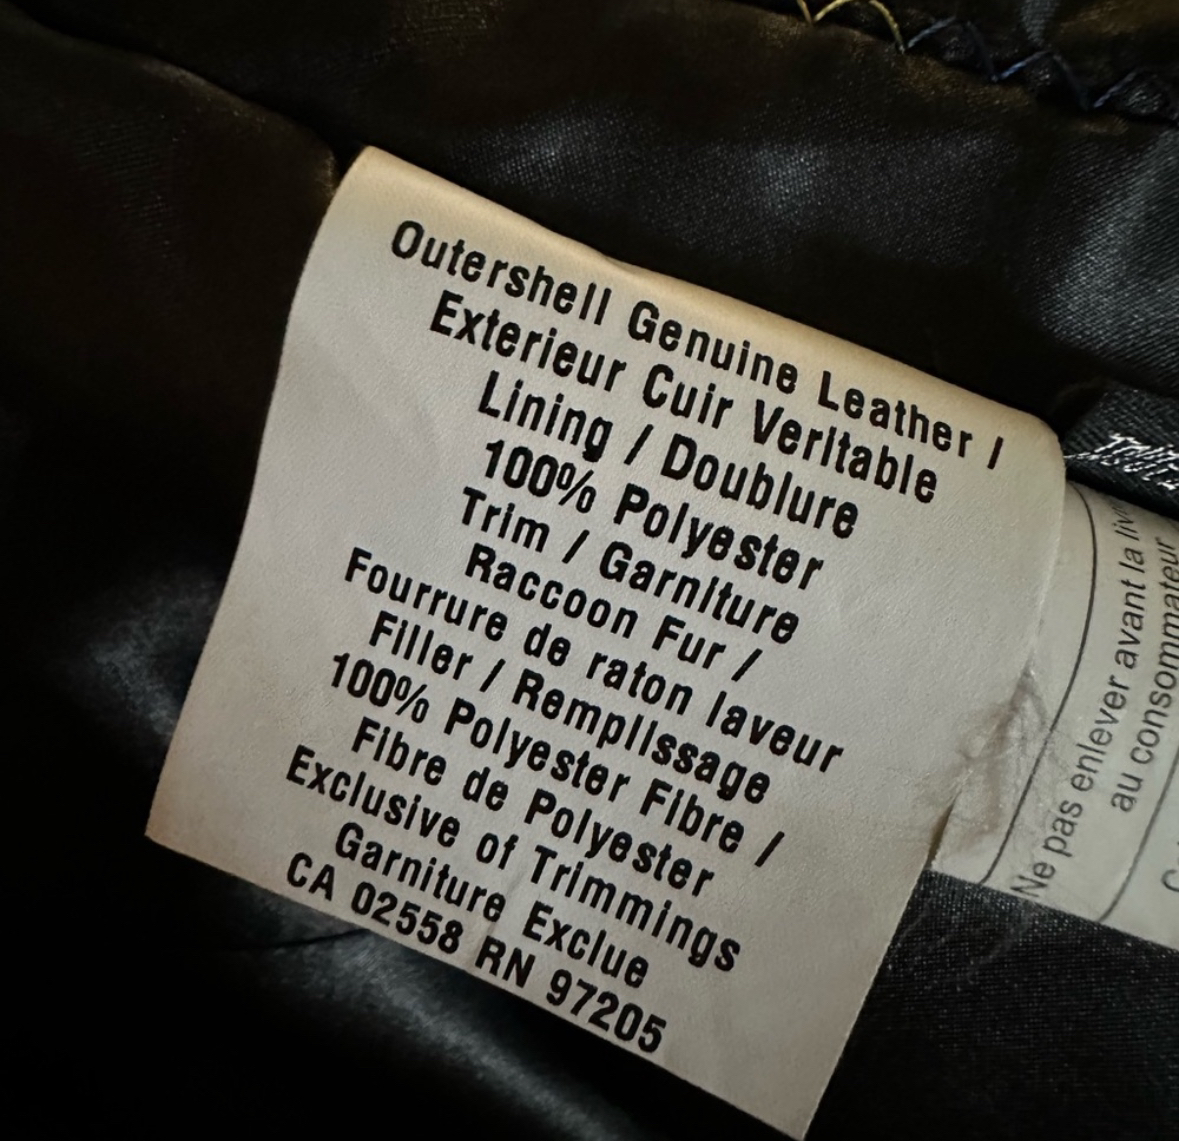 Outershell Genuine Leather /
Exterieur Cuir Veritable
Lining / Doublure
100% Polyester
Trim / Garniture
Raccoon Fur /
Fourrure de raton laveur
Filler / Remplissage
100% Polyester Fibre /
Fibre de Polyester
Exclusive of Trimmings
Garniture Exclue
CA 02558 RN 97205
Ne pas enlever avant la
au consommateur